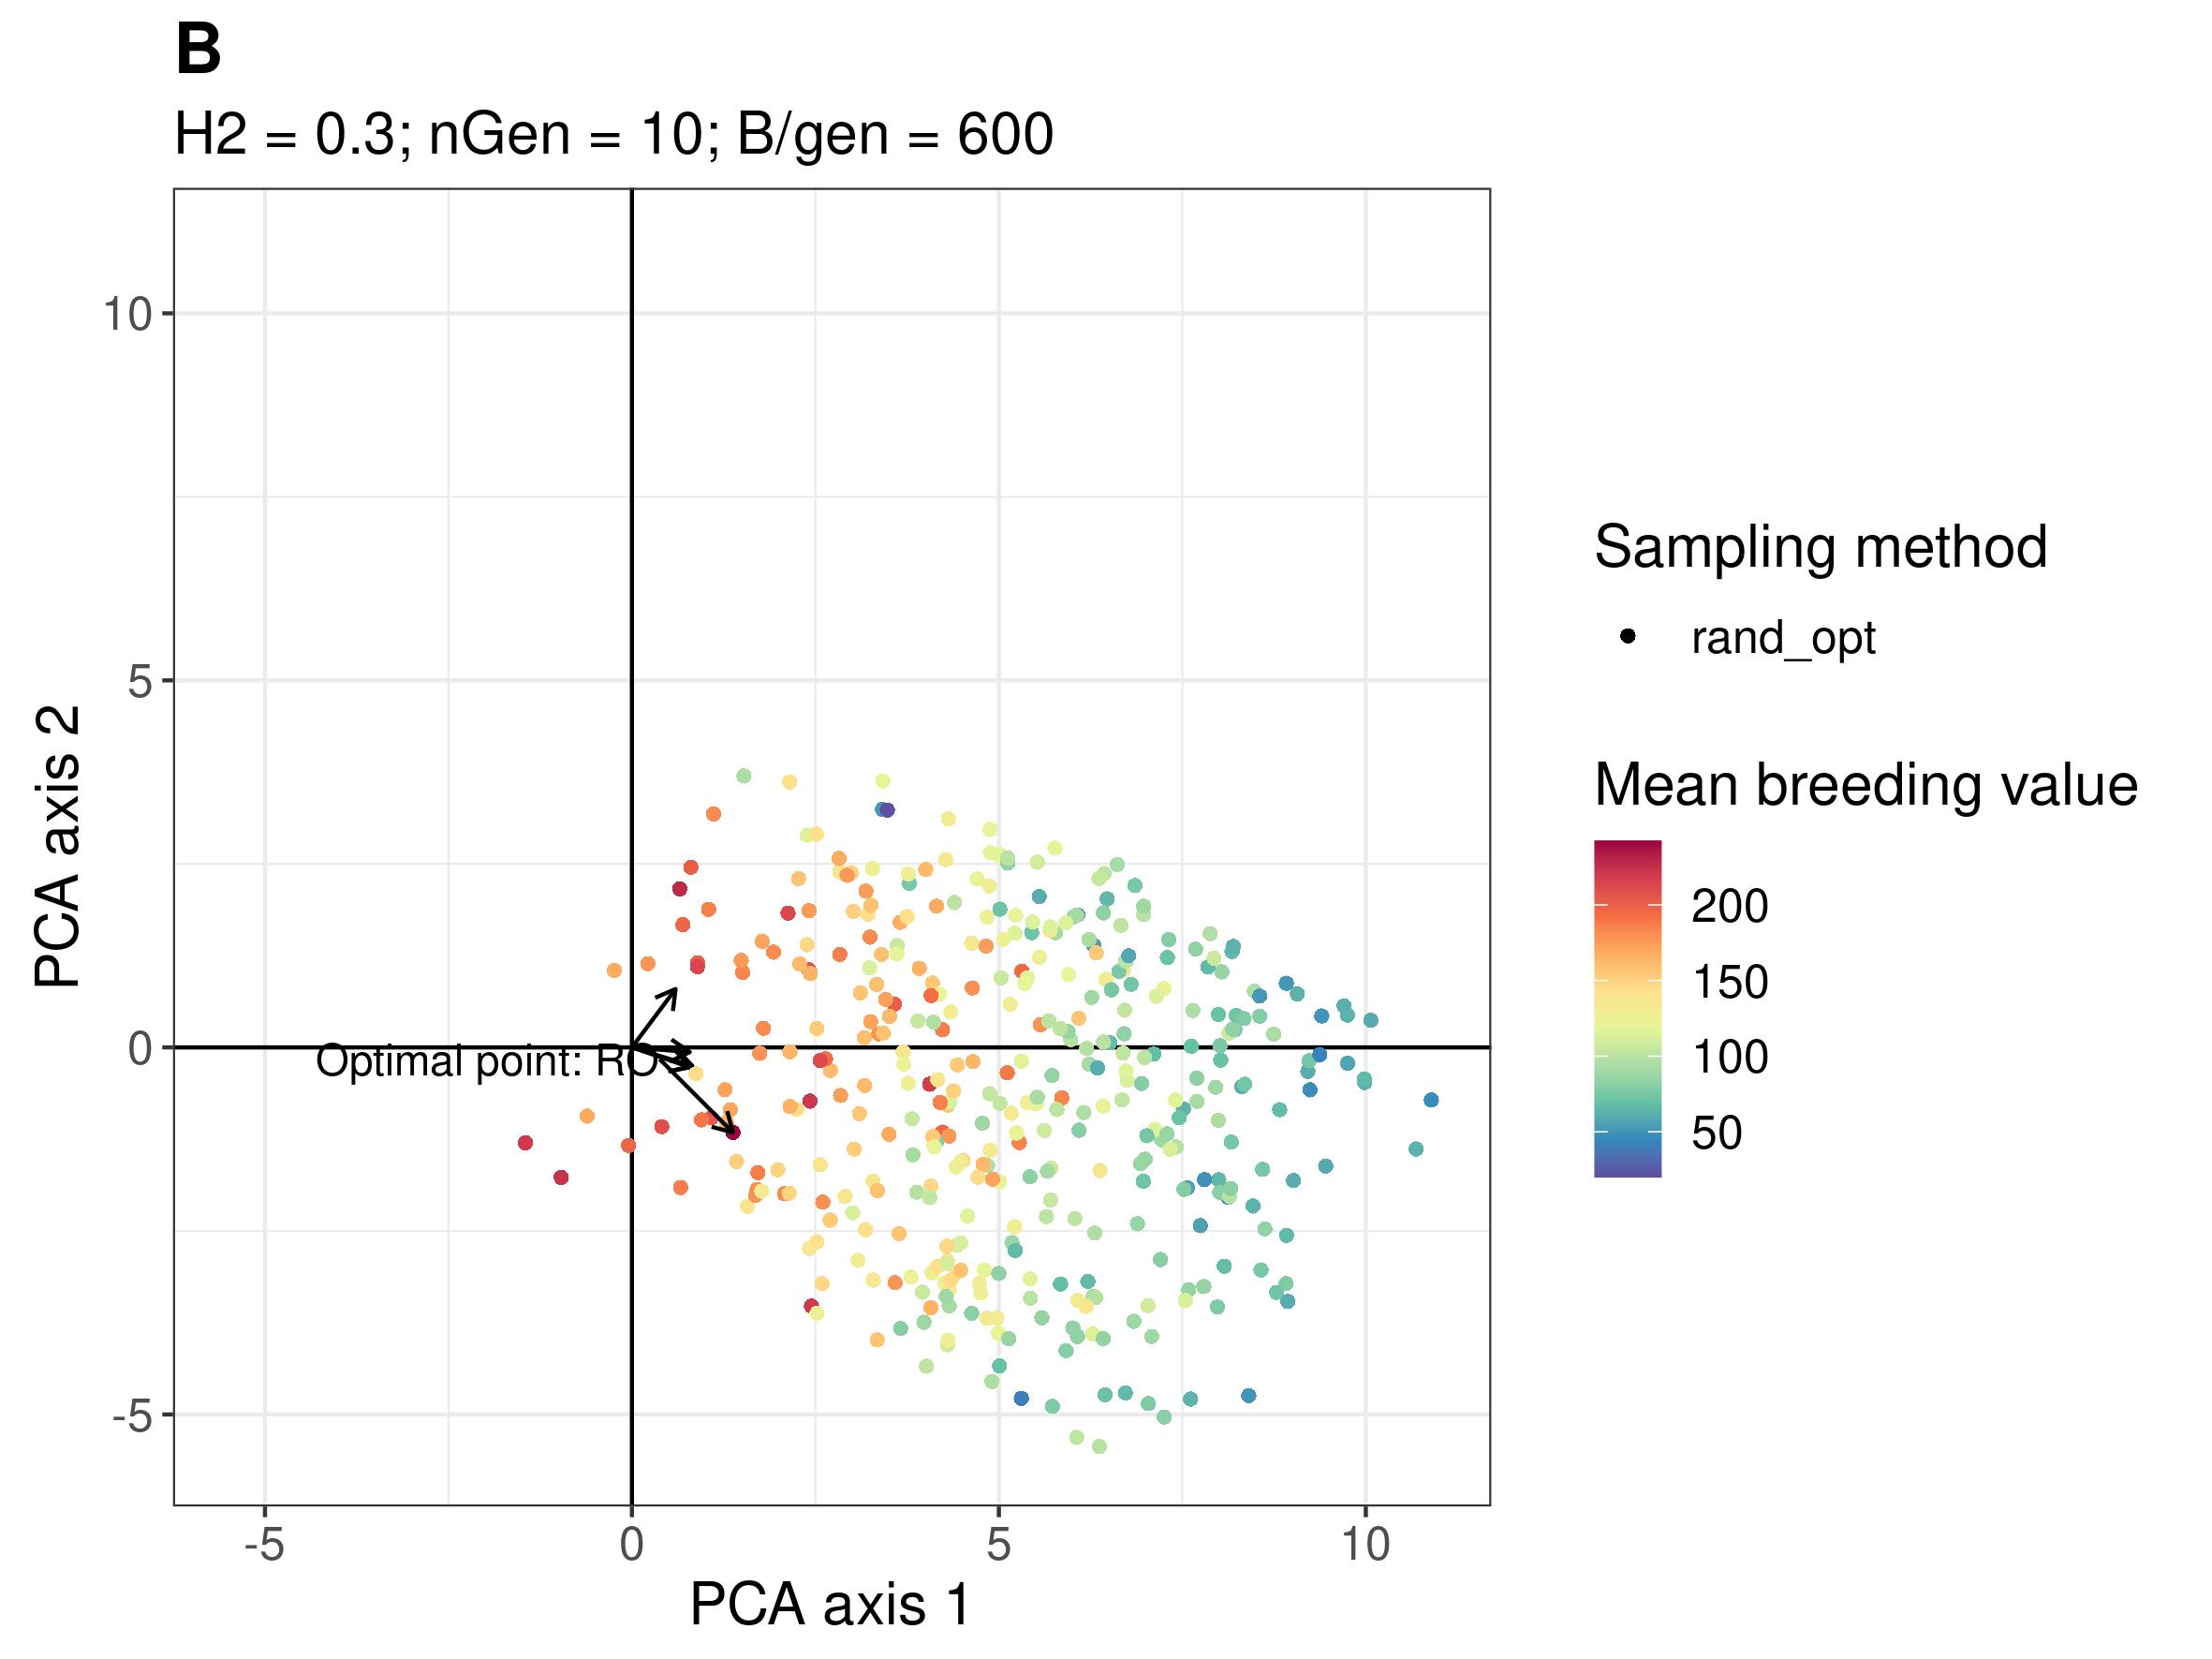 B
H2 = 0.3; nGen = 10; B/gen = 600
10
5
0
-5
PCA axis 2
Optimal point: RO
-5
0
5
10
PCA axis 1
Sampling method
rand_opt
Mean breeding value
200
150
100
50